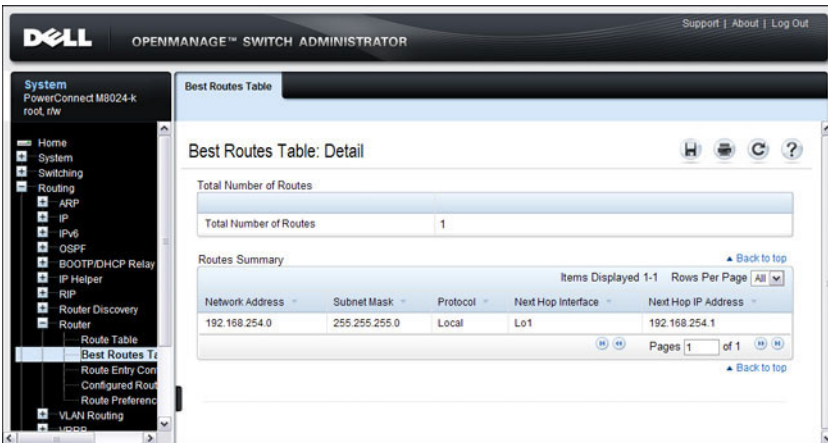 Support | About | Log Out
DELL OPENMANAGE™ SWITCH ADMINISTRATOR
System
PowerConnect M8024-k
root, r/w
Home
System
Switching
Routing
ARP
IP
IPv6
OSPF
BOOTP/DHCP Relay
IP Helper
RIP
Router Discovery
Router
Route Table
Best Routes Ta
Route Entry Con
Configured Rout
Route Preferenc
VLAN Routing
VRRP
Best Routes Table
Best Routes Table: Detail
Total Number of Routes
Total Number of Routes 1
Routes Summary Back to top
Items Displayed 1-1 Rows Per Page All
Network Address Subnet Mask Protocol Next Hop Interface Next Hop IP Address
192.168.254.0 255.255.255.0 Local Lo1 192.168.254.1
Pages 1 of 1
Back to top